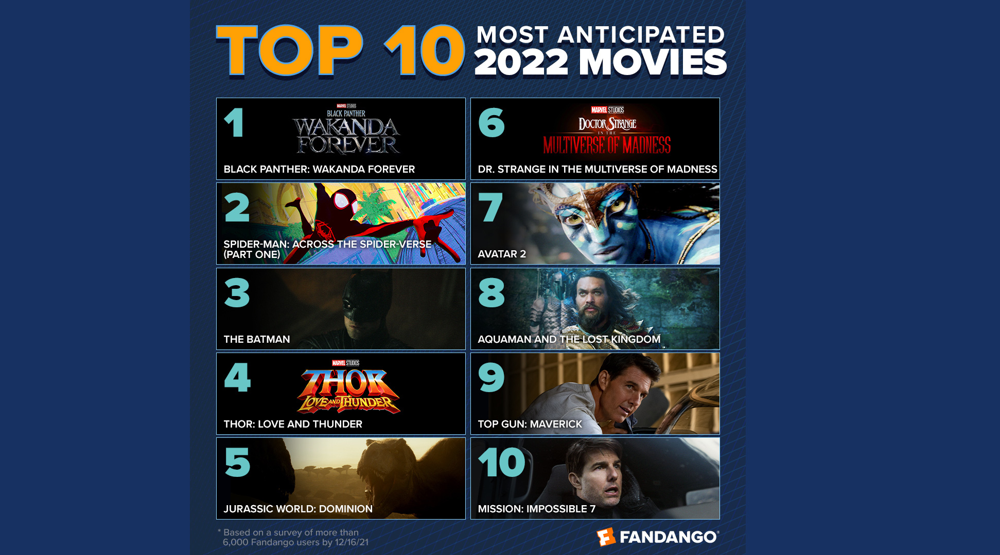 TOP 10
MOST ANTICIPATED
2022 MOVIES
1
MARVEL STUDIOS
BLACK PANTHER
WAKANDA
FOREVER
BLACK PANTHER: WAKANDA FOREVER
2
SPIDER-MAN: ACROSS THE SPIDER-VERSE
(PART ONE)
3
THE BATMAN
4
MARVEL STUDIOS
THOR
LOVE AND THUNDER
THOR: LOVE AND THUNDER
5
JURASSIC WORLD: DOMINION
6
MARVEL STUDIOS
DOCTOR STRANGE
IN THE
MULTIVERSE OF MADNESS
DR. STRANGE IN THE MULTIVERSE OF MADNESS
7
AVATAR 2
8
AQUAMAN AND THE LOST KINGDOM
9
TOP GUN: MAVERICK
10
MISSION: IMPOSSIBLE 7
* Based on a survey of more than
6,000 Fandango users by 12/16/21
FANDANGO®